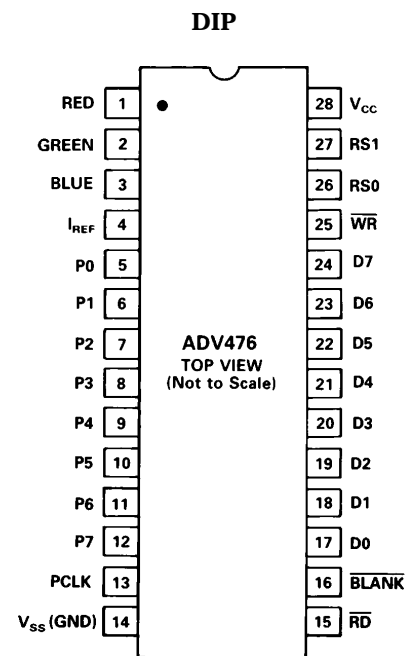 DIP
RED 1 28 VCC
GREEN 2 27 RS1
BLUE 3 26 RS0
IREF 4 25 W̅R̅
P0 5 24 D7
P1 6 23 D6
P2 7 22 D5
ADV476
TOP VIEW
(Not to Scale)
P3 8 21 D4
P4 9 20 D3
P5 10 19 D2
P6 11 18 D1
P7 12 17 D0
PCLK 13 16 B̅L̅A̅N̅K̅
VSS (GND) 14 15 R̅D̅